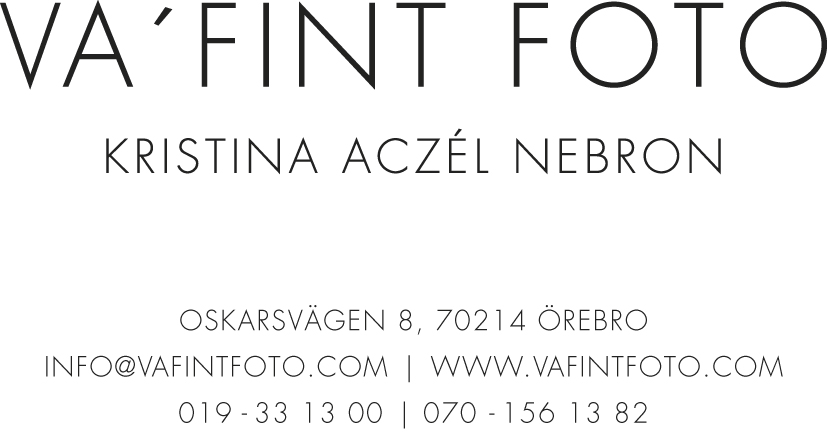 VA´FINT FOTO
KRISTINA ACZÉL NEBRON
OSKARSVÄGEN 8, 70214 ÖREBRO
INFO@VAFINTFOTO.COM | WWW.VAFINTFOTO.COM
019 - 33 13 00 | 070 - 156 13 82